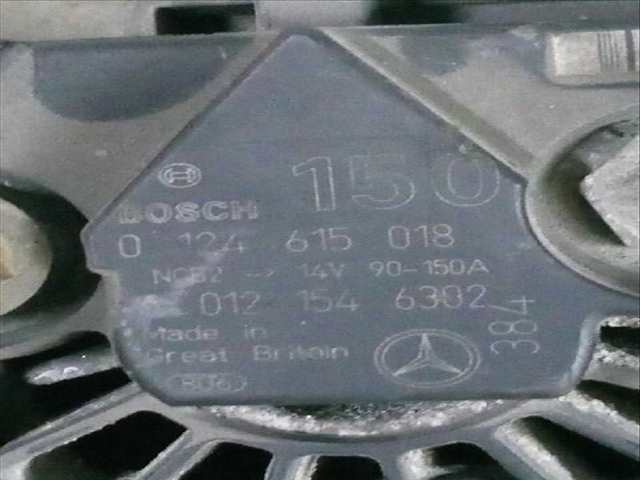 150
BOSCH
0 124 615 018
NCB2 -> 14V 90-150A
012 154 6302
384
Made in
Great Britain